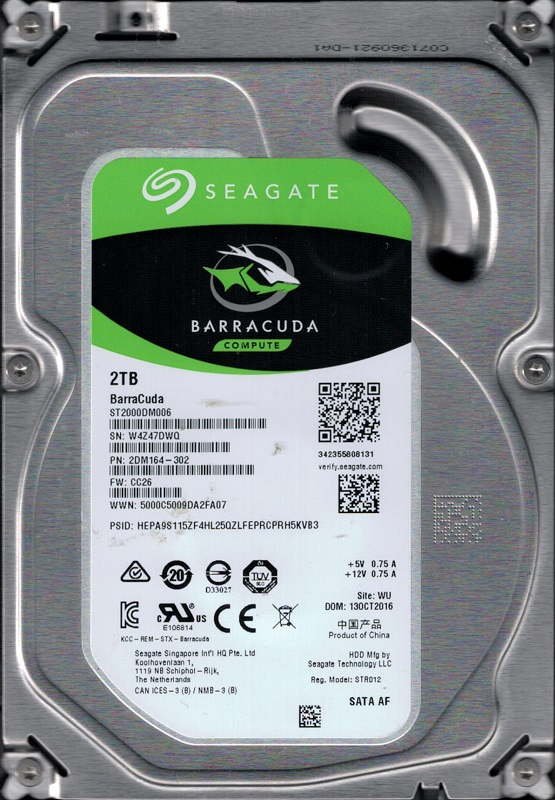 C071360921-DA1
SEAGATE
BARRACUDA
COMPUTE
2TB
BarraCuda
ST2000DM006
SN: W4Z47DWQ
PN: 2DM164-302
FW: CC26
WWN: 5000C5009DA2FA07
342355808131
verify.seagate.com
PSID: HEPA9S115ZF4HL25QZLFEPRCPRH5KVB3
20
D33027
TUV
+5V 0.75 A
+12V 0.75 A
Site: WU
DOM: 13OCT2016
中国产品
Product of China
c RU US
E106814
CE
KCC-REM-STX-Barracuda
Seagate Singapore Int'l HQ Pte. Ltd
Koolhovenlaan 1,
1119 NB Schiphol-Rijk,
The Netherlands
CAN ICES-3 (B) / NMB-3 (B)
HDD Mfg by
Seagate Technology LLC
Reg. Model: STR012
SATA AF